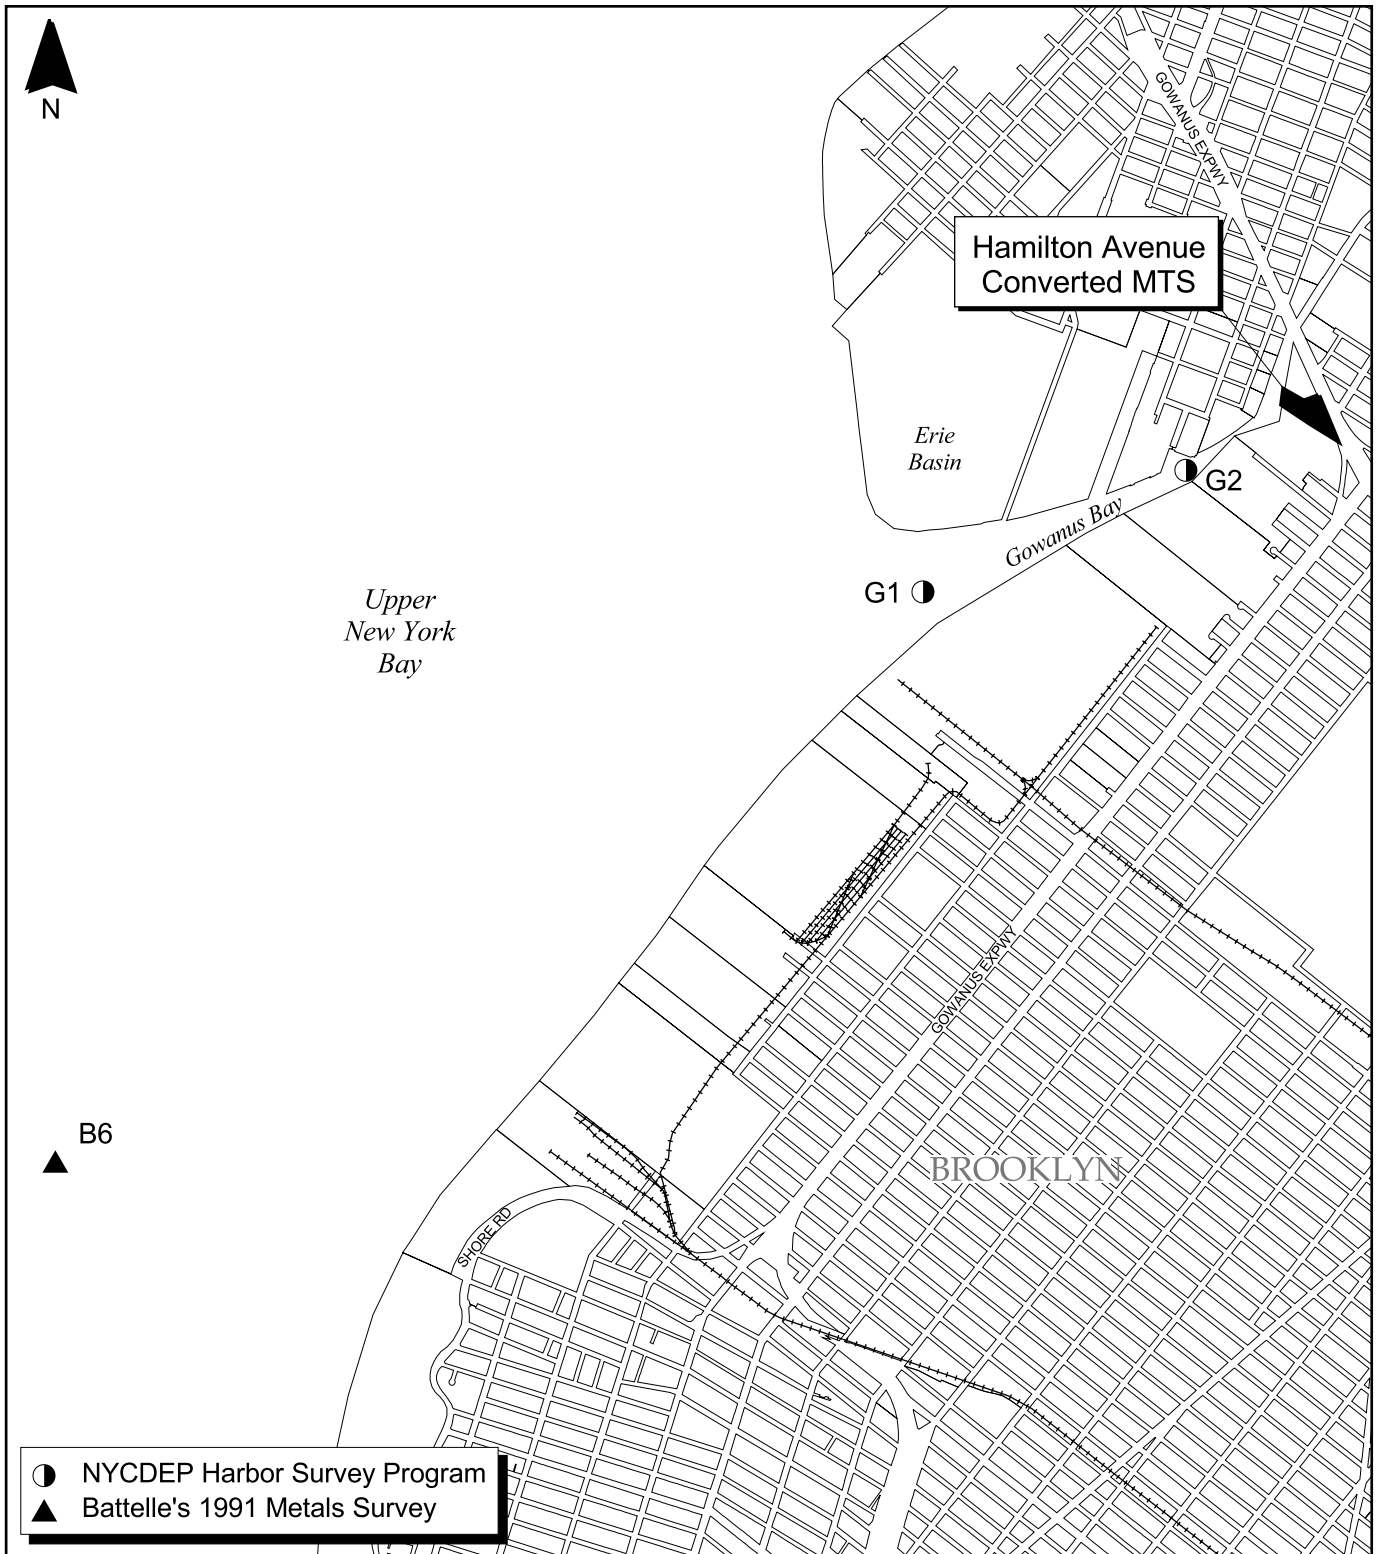 N
GOWANUS EXPWY
Hamilton Avenue
Converted MTS
Erie
Basin
G2
Gowanus Bay
G1
Upper
New York
Bay
GOWANUS EXPWY
B6
BROOKLYN
SHORE RD
NYCDEP Harbor Survey Program
Battelle's 1991 Metals Survey